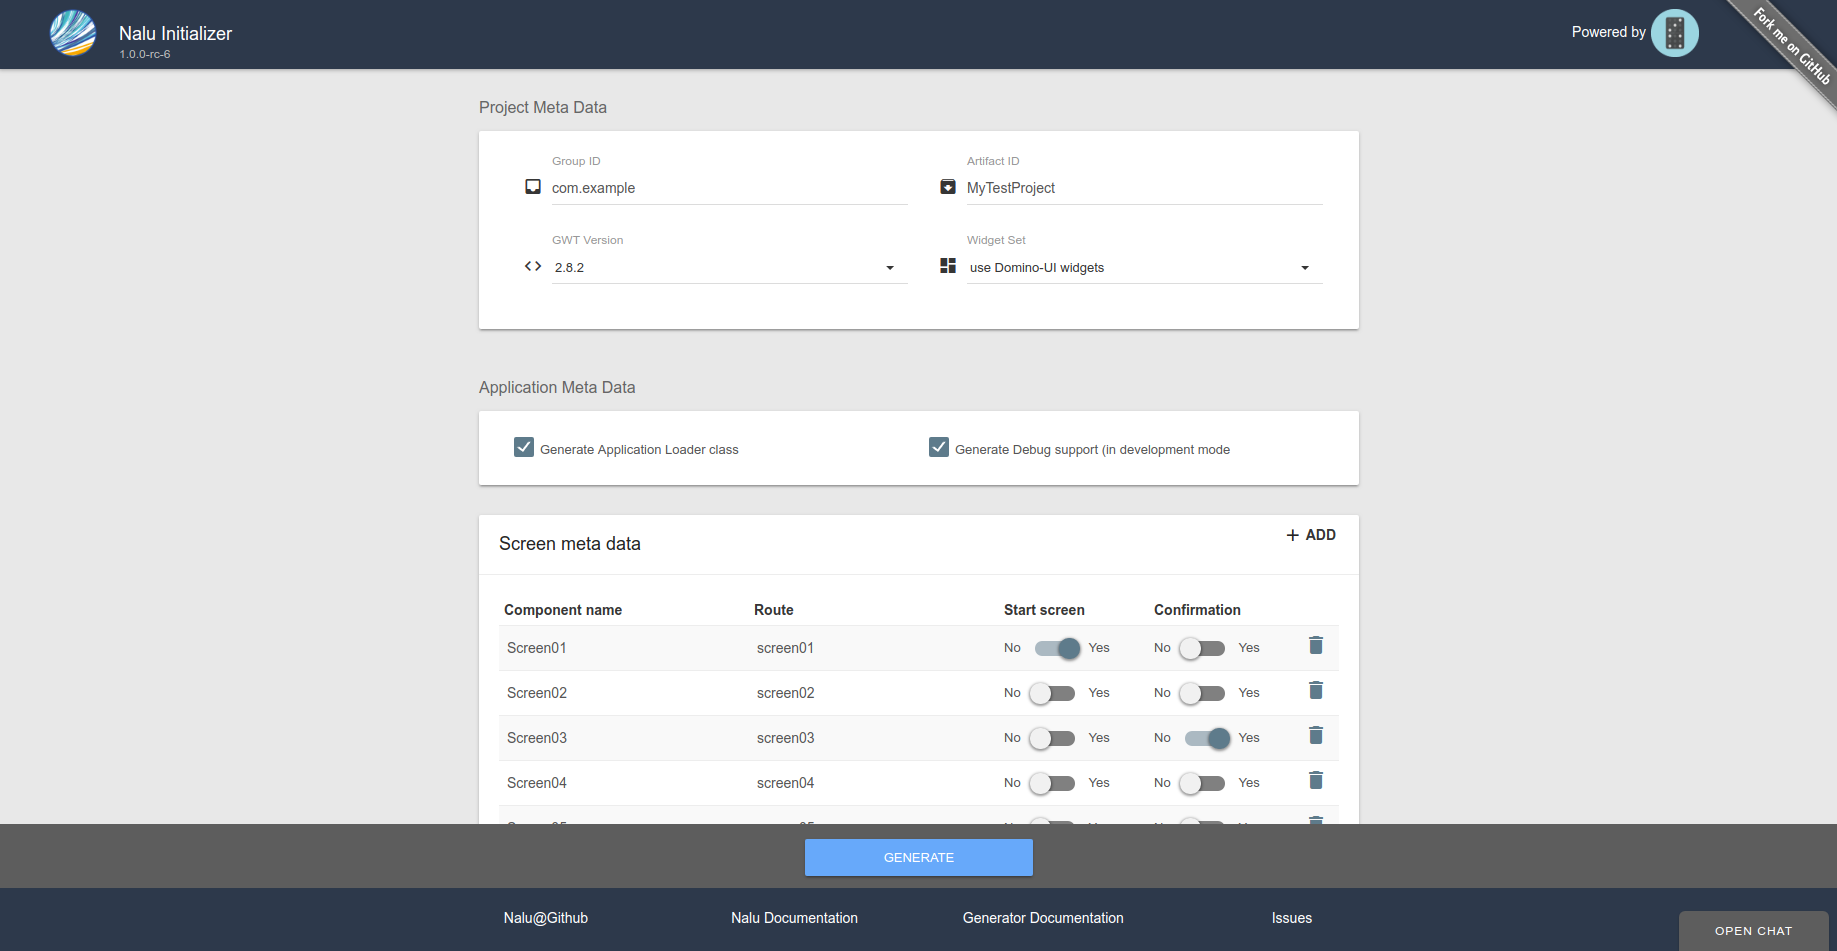 Nalu Initializer
1.0.0-rc-6
Powered by
Fork me on GitHub
Project Meta Data
Group ID
com.example
Artifact ID
MyTestProject
GWT Version
2.8.2
Widget Set
use Domino-UI widgets
Application Meta Data
Generate Application Loader class
Generate Debug support (in development mode
Screen meta data
ADD
Component name Route Start screen Confirmation
Screen01 screen01 No Yes No Yes
Screen02 screen02 No Yes No Yes
Screen03 screen03 No Yes No Yes
Screen04 screen04 No Yes No Yes
GENERATE
Nalu@Github Nalu Documentation Generator Documentation Issues
OPEN CHAT